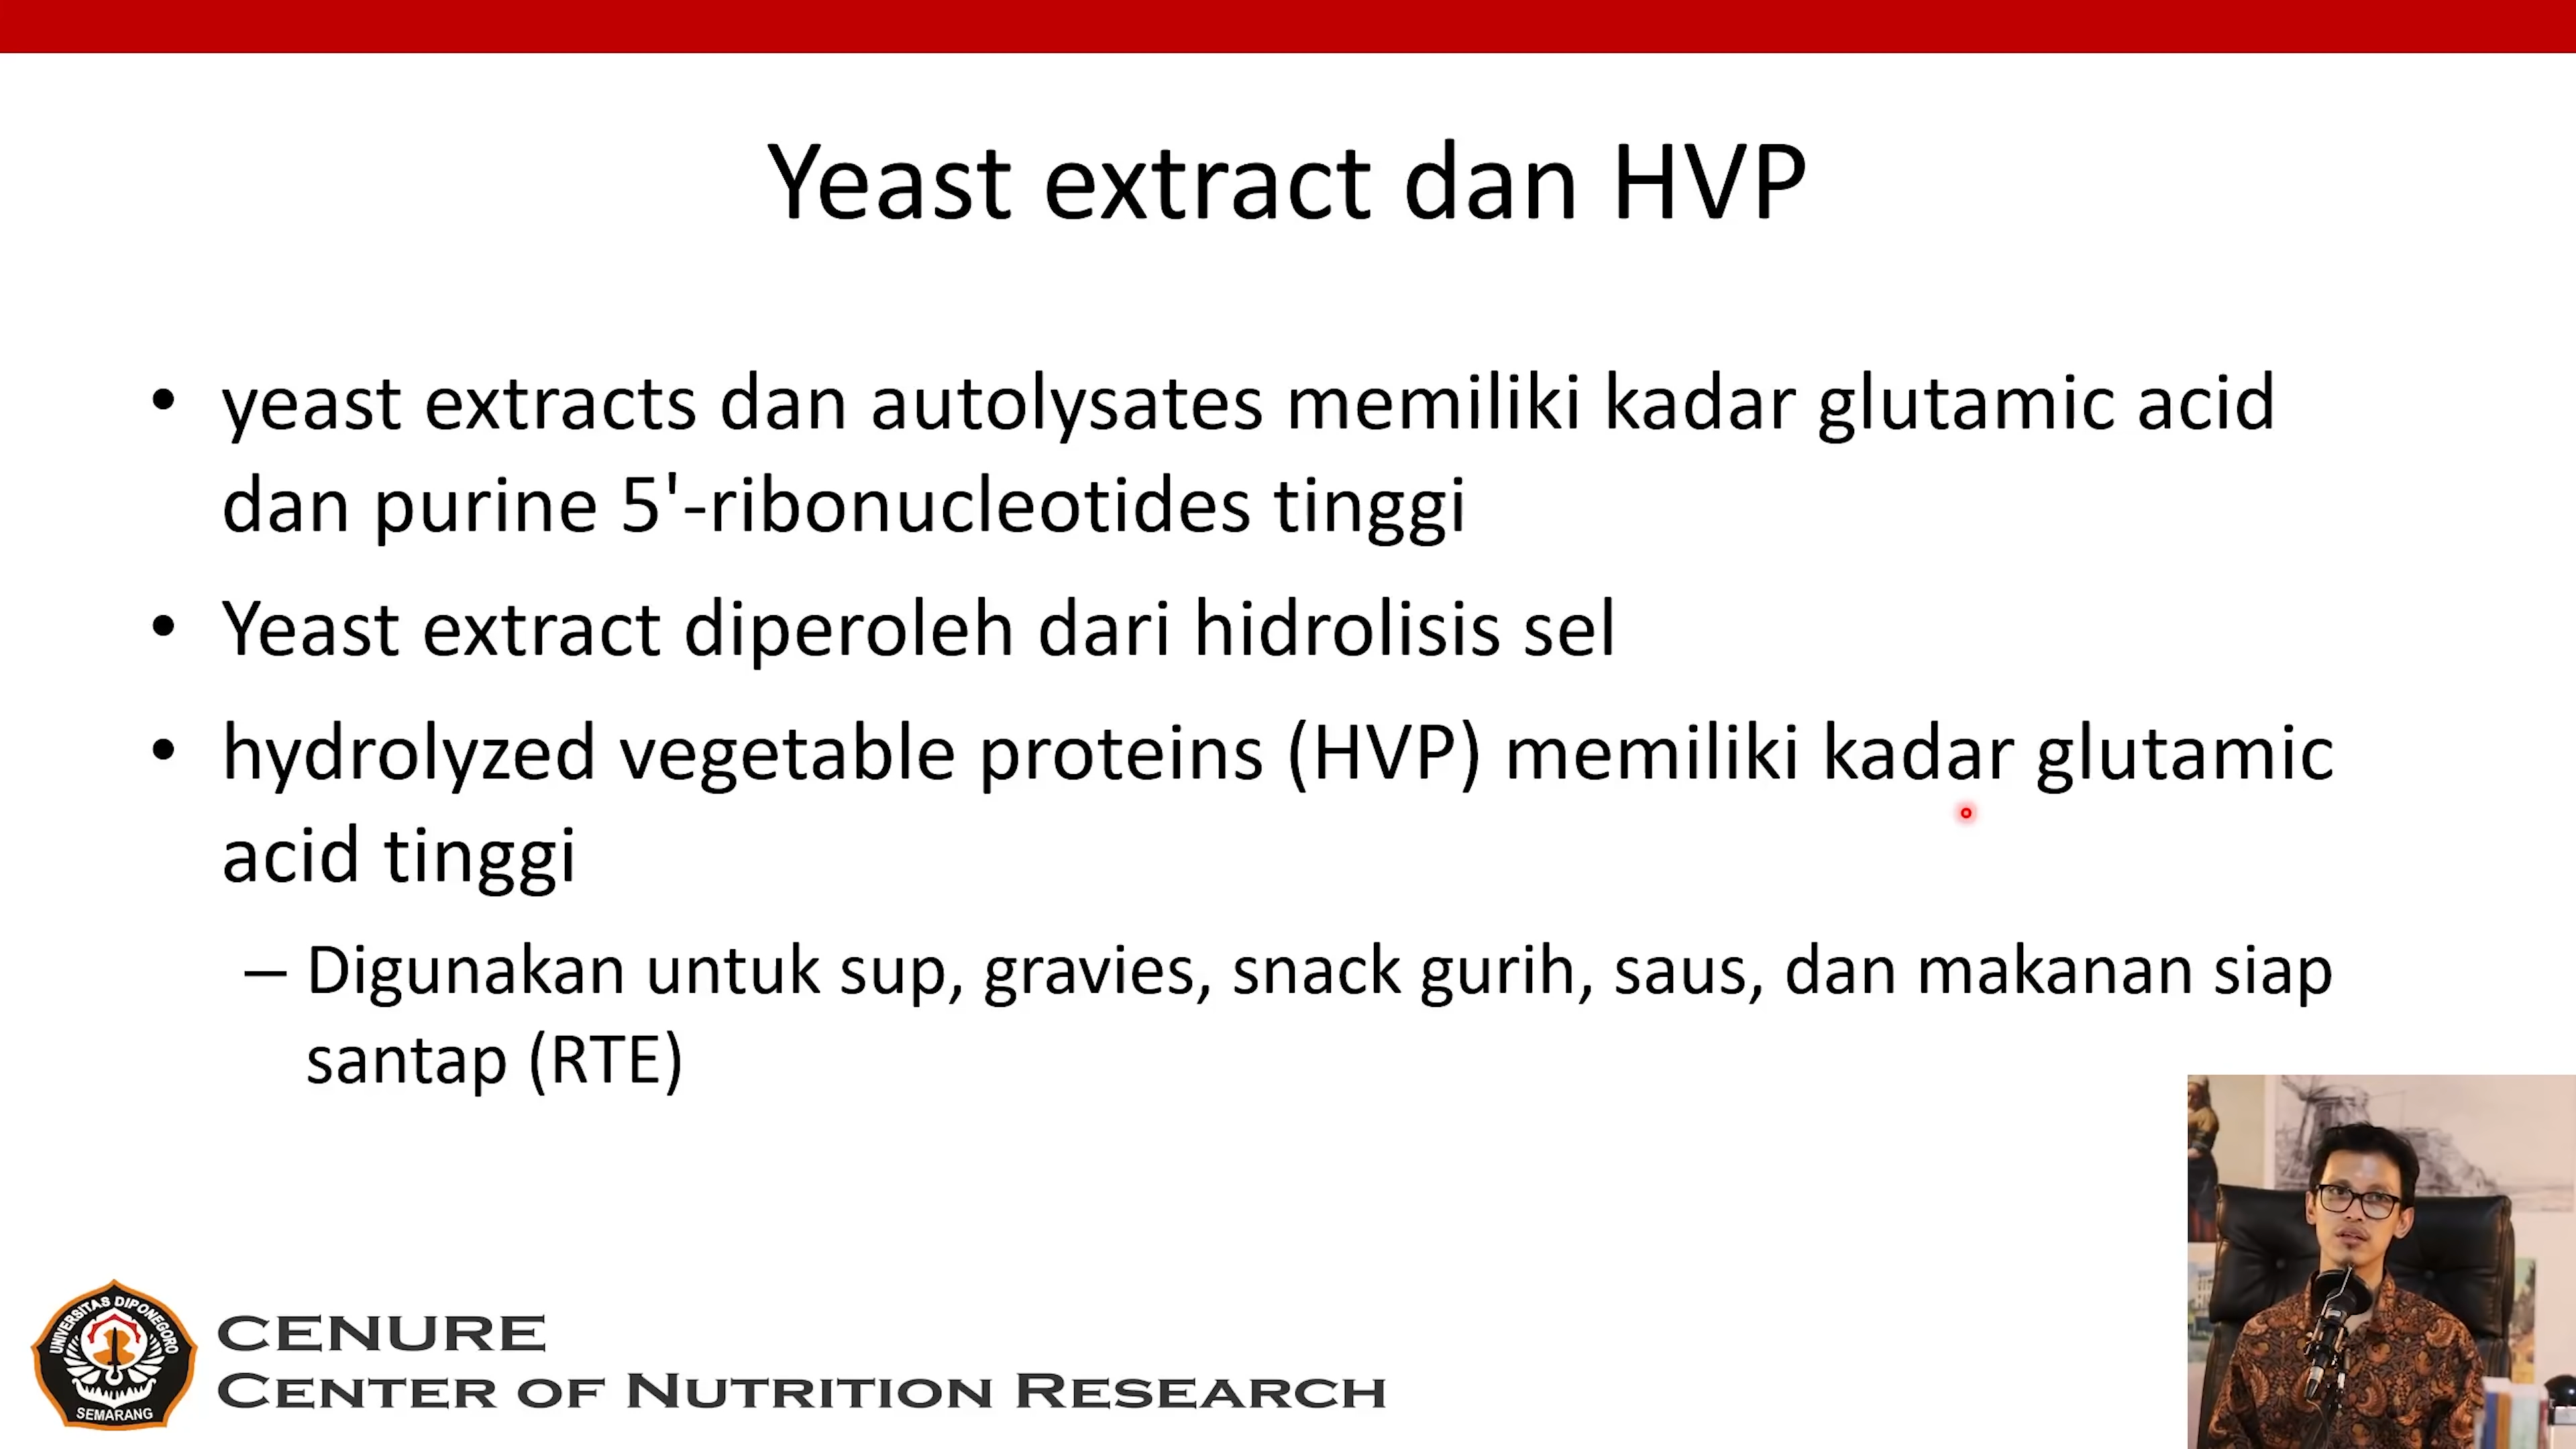 Yeast extract dan HVP
• yeast extracts dan autolysates memiliki kadar glutamic acid
dan purine 5'-ribonucleotides tinggi
• Yeast extract diperoleh dari hidrolisis sel
• hydrolyzed vegetable proteins (HVP) memiliki kadar glutamic
acid tinggi
– Digunakan untuk sup, gravies, snack gurih, saus, dan makanan siap
santap (RTE)
UNIVERSITAS DIPONEGORO
SEMARANG
CENURE
CENTER OF NUTRITION RESEARCH